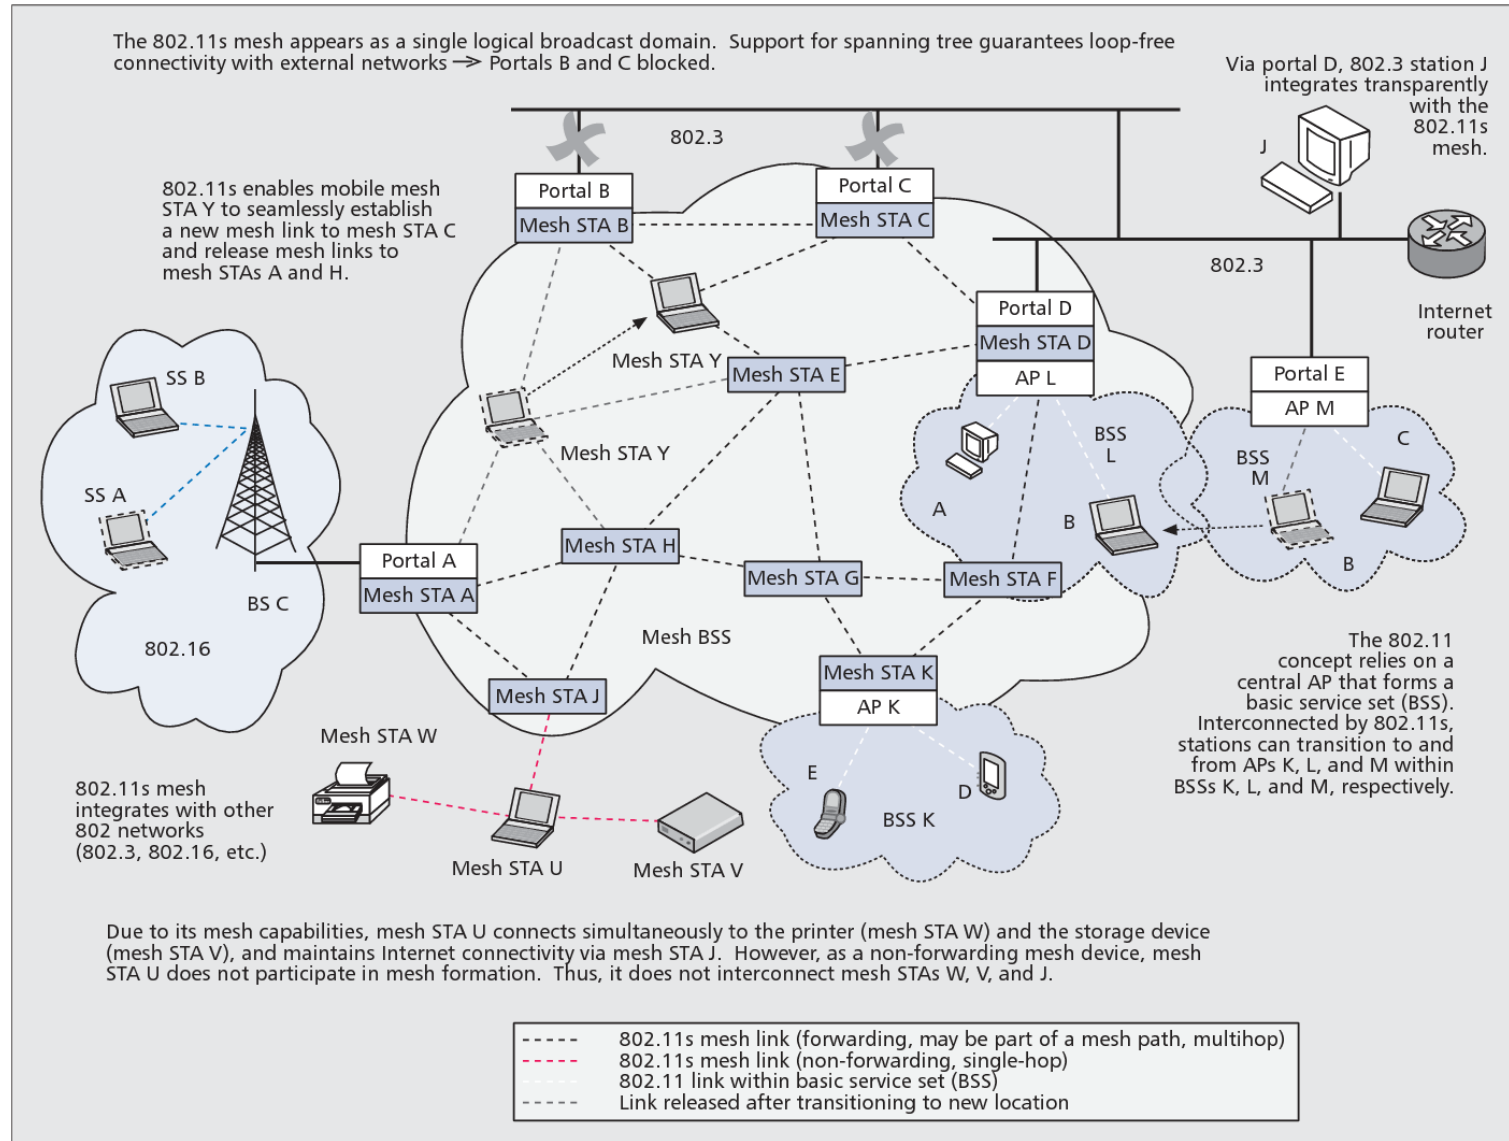 The 802.11s mesh appears as a single logical broadcast domain.  Support for spanning tree guarantees loop-free
connectivity with external networks → Portals B and C blocked.
Via portal D, 802.3 station J
integrates transparently
with the
802.11s
mesh.
802.3
J
802.11s enables mobile mesh
STA Y to seamlessly establish
a new mesh link to mesh STA C
and release mesh links to
mesh STAs A and H.
Portal B
Mesh STA B
Portal C
Mesh STA C
802.3
Internet
router
Portal D
Mesh STA D
AP L
Mesh STA Y
Mesh STA E
Portal E
AP M
SS B
SS A
BS C
802.16
Mesh STA Y
BSS
L
A
B
BSS
M
C
B
Portal A
Mesh STA A
Mesh STA H
Mesh STA G
Mesh STA F
Mesh BSS
Mesh STA K
AP K
Mesh STA J
The 802.11
concept relies on a
central AP that forms a
basic service set (BSS).
Interconnected by 802.11s,
stations can transition to and
from APs K, L, and M within
BSSs K, L, and M, respectively.
Mesh STA W
802.11s mesh
integrates with other
802 networks
(802.3, 802.16, etc.)
Mesh STA U
Mesh STA V
E
D
BSS K
Due to its mesh capabilities, mesh STA U connects simultaneously to the printer (mesh STA W) and the storage device
(mesh STA V), and maintains Internet connectivity via mesh STA J.  However, as a non-forwarding mesh device, mesh
STA U does not participate in mesh formation.  Thus, it does not interconnect mesh STAs W, V, and J.
802.11s mesh link (forwarding, may be part of a mesh path, multihop)
802.11s mesh link (non-forwarding, single-hop)
802.11 link within basic service set (BSS)
Link released after transitioning to new location